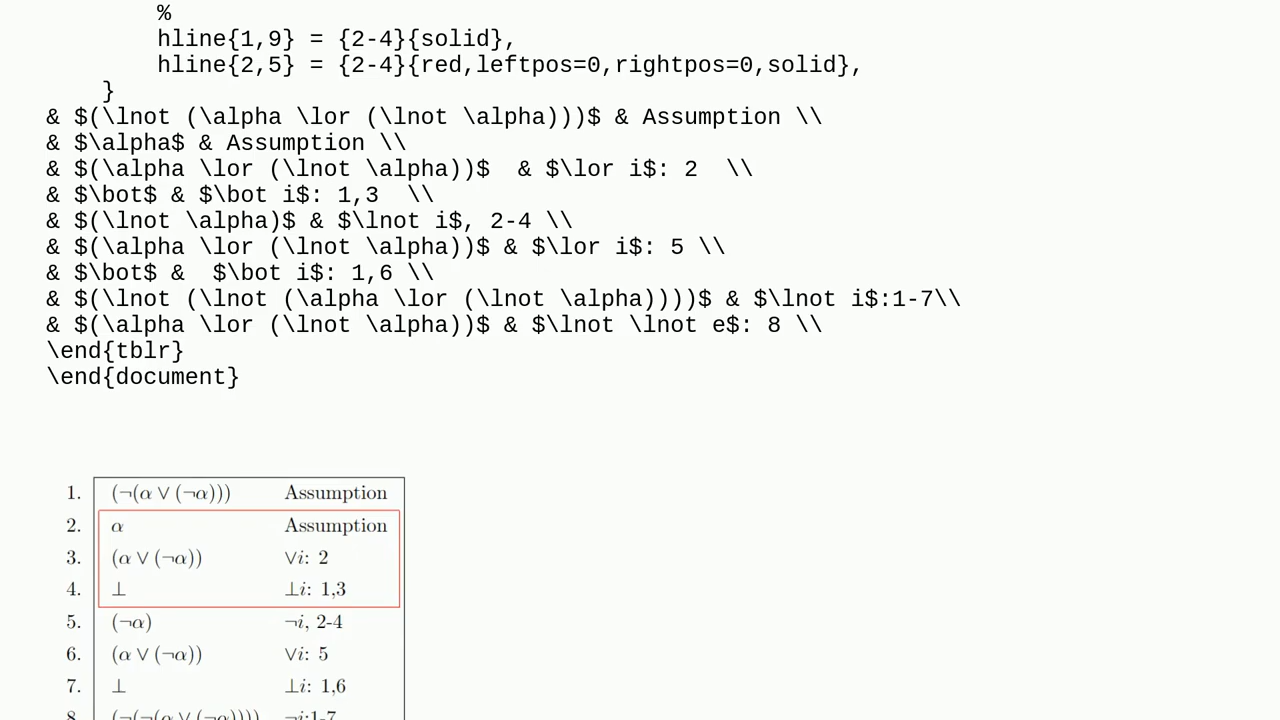 %
hline{1,9} = {2-4}{solid},
hline{2,5} = {2-4}{red,leftpos=0,rightpos=0,solid},
}
& $(\lnot (\alpha \lor (\lnot \alpha)))$ & Assumption \\
& $\alpha$ & Assumption \\
& $(\alpha \lor (\lnot \alpha))$  & $\lor i$: 2  \\
& $\bot$ & $\bot i$: 1,3  \\
& $(\lnot \alpha)$ & $\lnot i$, 2-4 \\
& $(\alpha \lor (\lnot \alpha))$ & $\lor i$: 5 \\
& $\bot$ &  $\bot i$: 1,6 \\
& $(\lnot (\lnot (\alpha \lor (\lnot \alpha))))$ & $\lnot i$:1-7\\
& $(\alpha \lor (\lnot \alpha))$ & $\lnot \lnot e$: 8 \\
\end{tblr}
\end{document}
1. (¬(α ∨ (¬α))) Assumption
2. α Assumption
3. (α ∨ (¬α)) ∨i: 2
4. ⊥ ⊥i: 1,3
5. (¬α) ¬i, 2-4
6. (α ∨ (¬α)) ∨i: 5
7. ⊥ ⊥i: 1,6
8. (¬(¬(α ∨ (¬α)))) ¬i:1-7